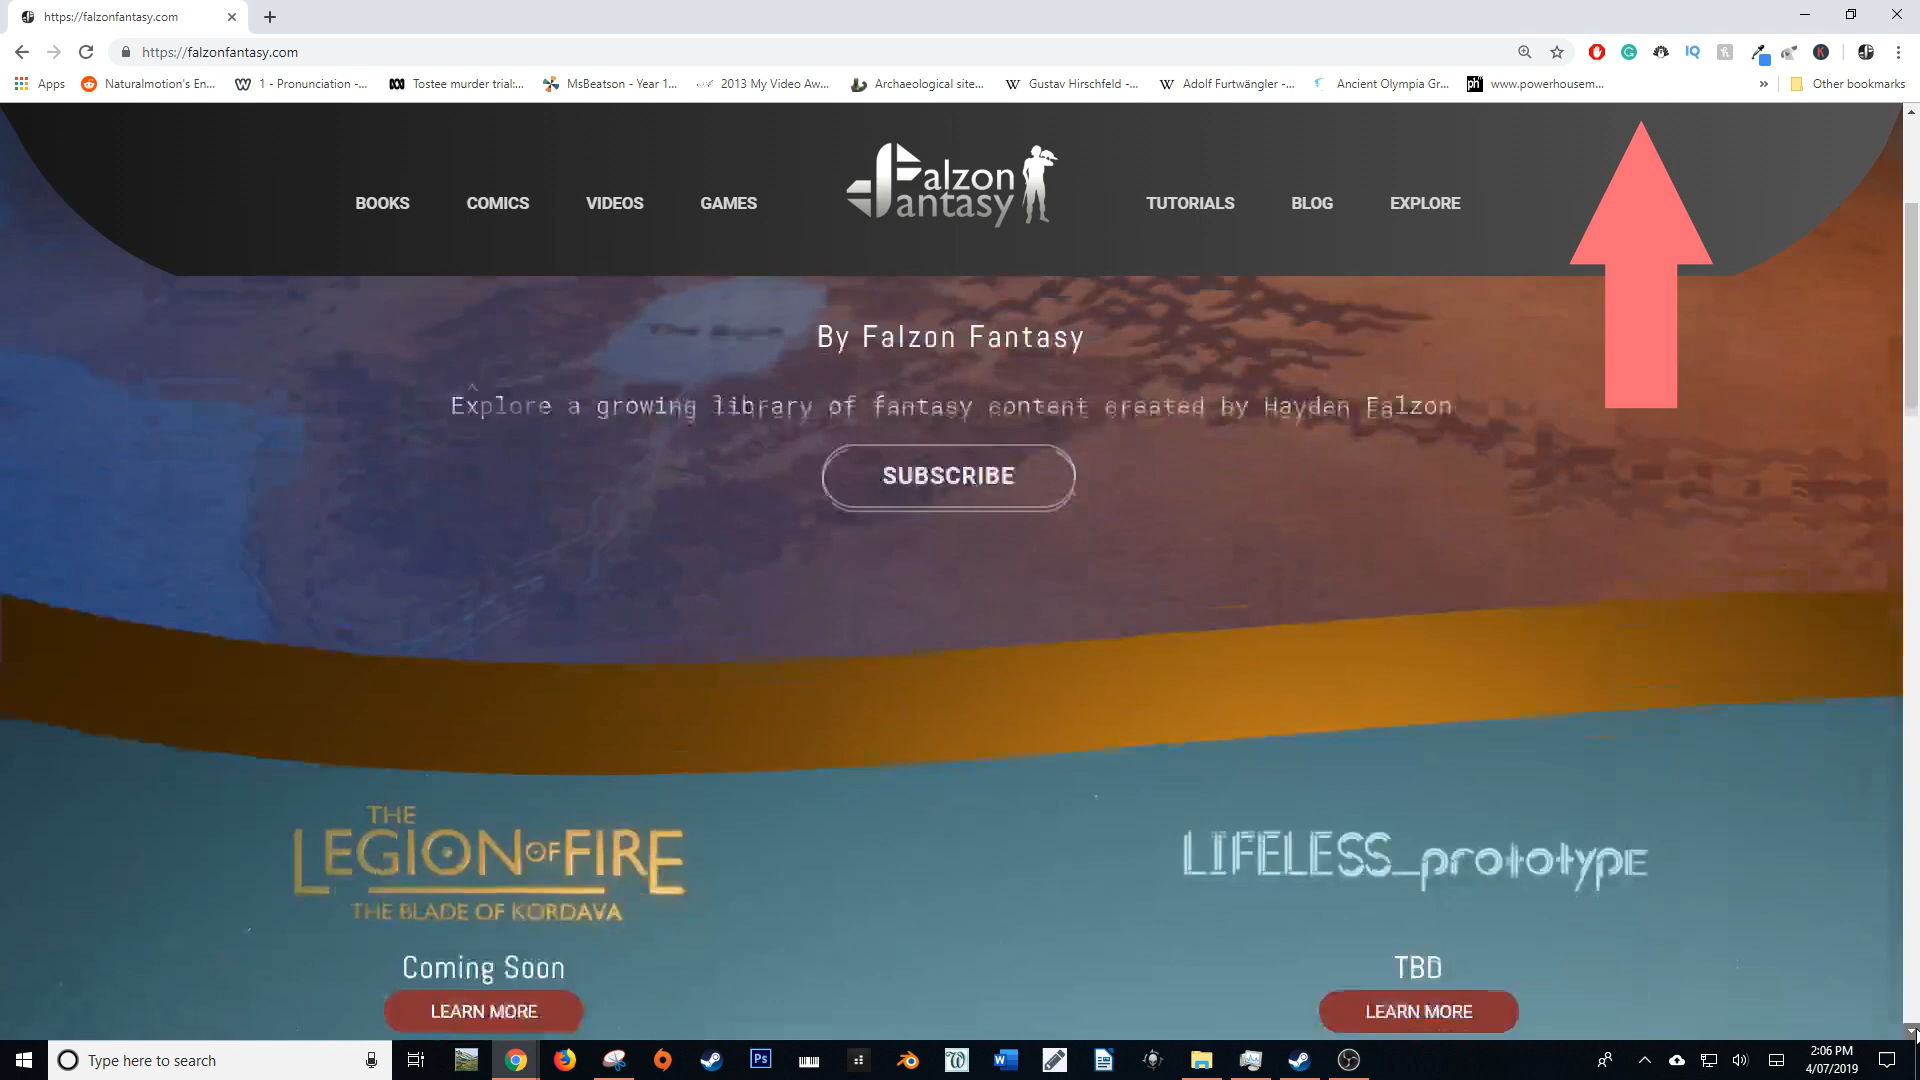 https://falzonfantasy.com
https://falzonfantasy.com
Apps Naturalmotion's En... 1 - Pronunciation -... Tostee murder trial:... MsBeatson - Year 1... 2013 My Video Aw... Archaeological site... Gustav Hirschfeld -... Adolf Furtwängler -... Ancient Olympia Gr... www.powerhousem... » Other bookmarks
BOOKS COMICS VIDEOS GAMES Falzon Fantasy TUTORIALS BLOG EXPLORE
By Falzon Fantasy
Explore a growing library of fantasy content created by Hayden Falzon
SUBSCRIBE
THE
LEGION OF FIRE
THE BLADE OF KORDAVA
LIFELESS_prototype
Coming Soon
TBD
LEARN MORE
LEARN MORE
Type here to search
2:06 PM
4/07/2019